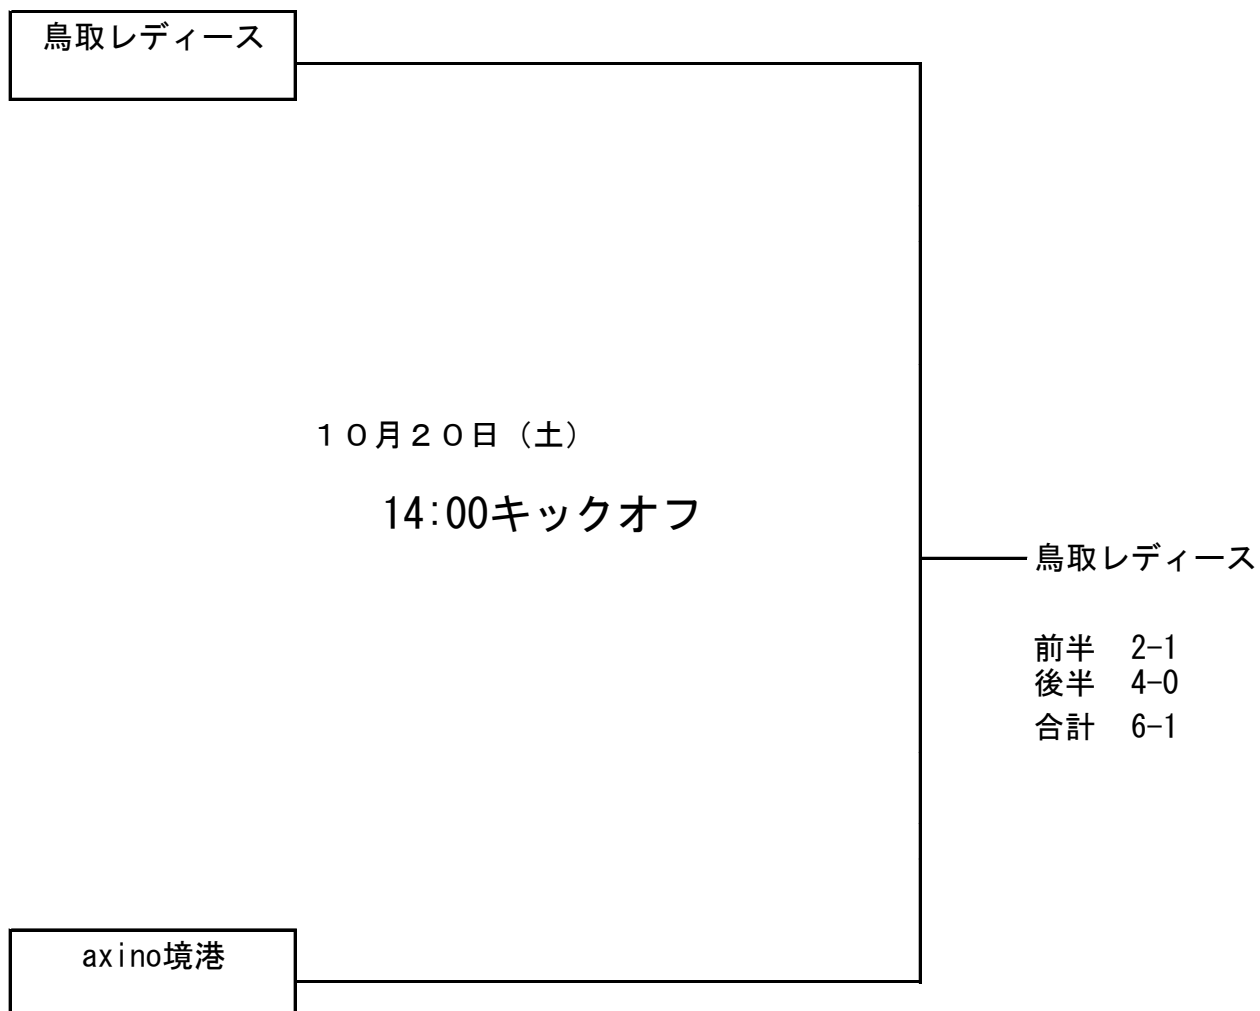 鳥取レディース
１０月２０日（土）
14:00キックオフ
鳥取レディース
前半　2-1
後半　4-0
合計　6-1
axino境港